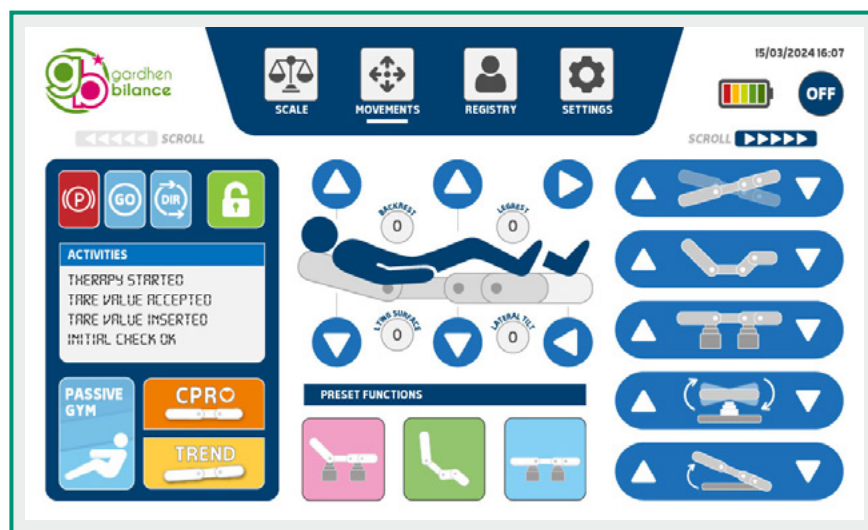 gardhen
bilance
SCALE
MOVEMENTS
REGISTRY
SETTINGS
15/03/2024 16:07
OFF
SCROLL
SCROLL
(P)
GO
DIR
ACTIVITIES
THERAPY STARTED
TARE VALUE ACCEPTED
TARE VALUE INSERTED
INITIAL CHECK OK
PASSIVE
GYM
CPR
TREND
BACKREST
0
LEGREST
0
LYING SURFACE
0
LATERAL TILT
0
PRESET FUNCTIONS